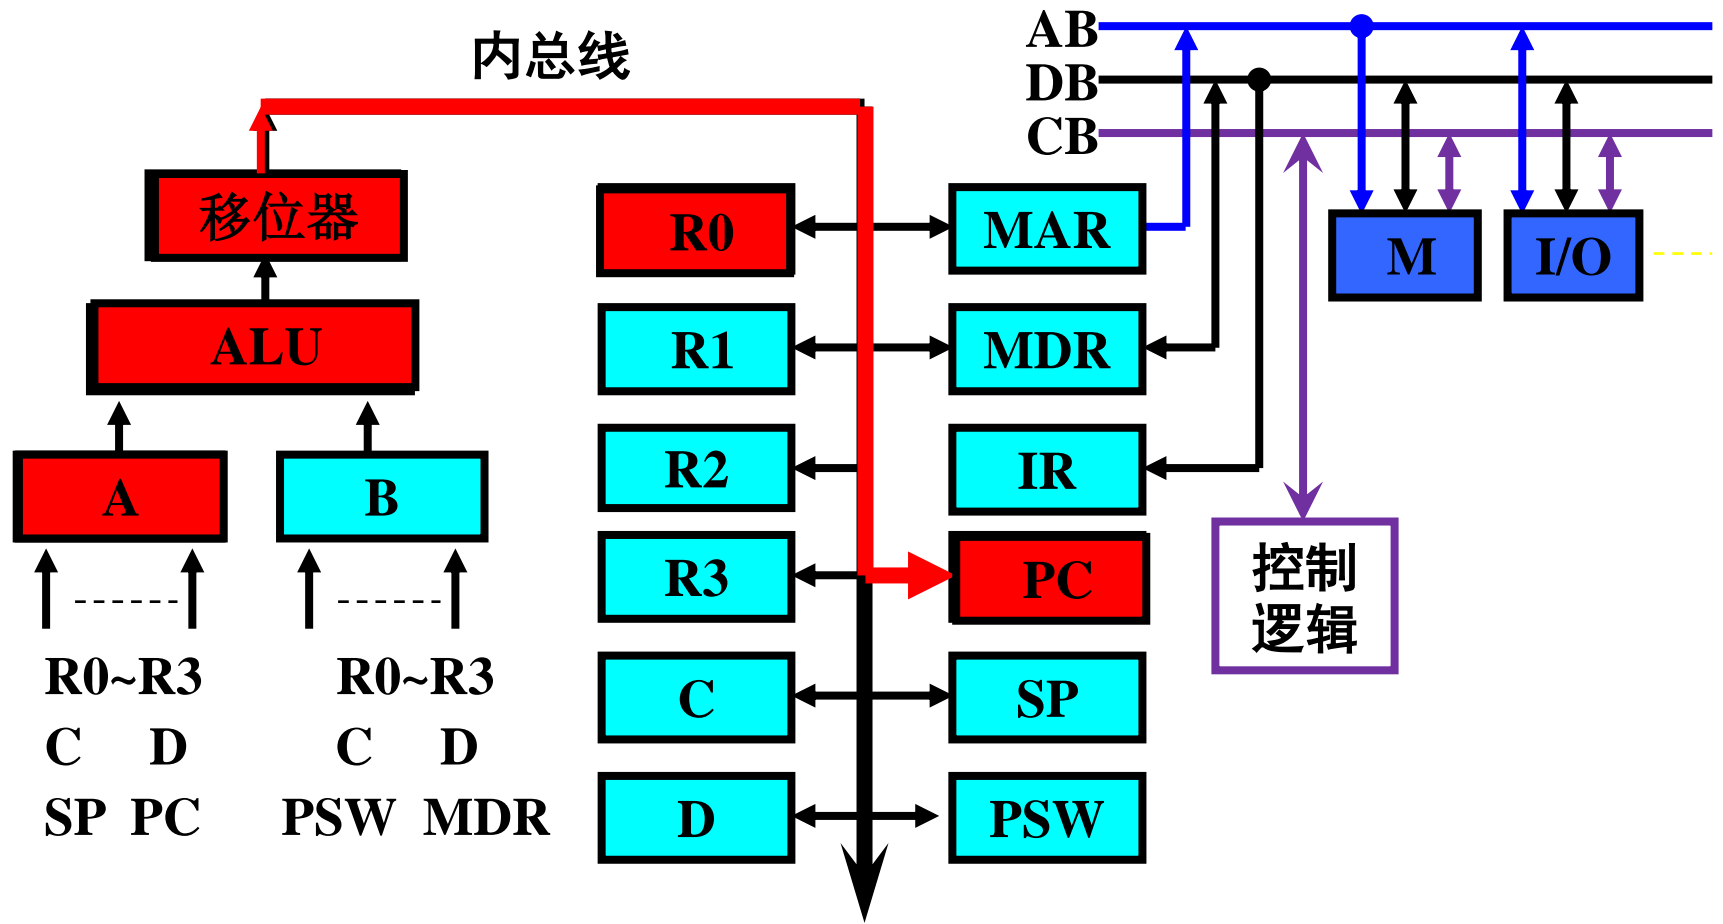 内总线
AB
DB
CB
移位器
R0
MAR
M
I/O
ALU
R1
MDR
A
B
R2
IR
R3
PC
控制
逻辑
R0~R3
R0~R3
C
SP
C D
C D
SP PC
PSW MDR
D
PSW